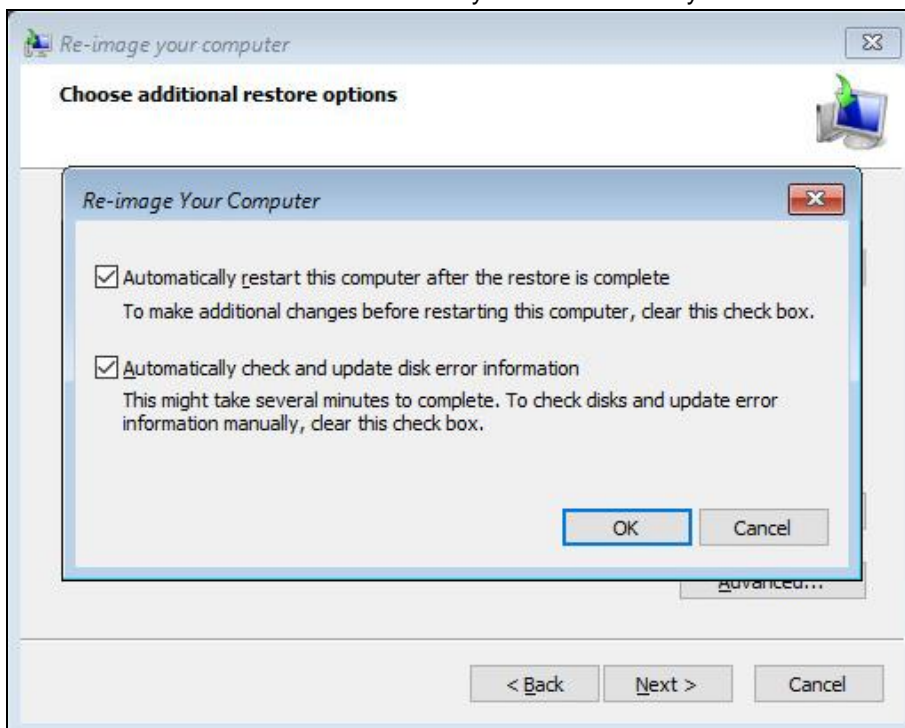 Re-image your computer
Choose additional restore options
Re-image Your Computer
Automatically restart this computer after the restore is complete
To make additional changes before restarting this computer, clear this check box.
Automatically check and update disk error information
This might take several minutes to complete. To check disks and update error
information manually, clear this check box.
OK Cancel
Advanced...
< Back Next > Cancel